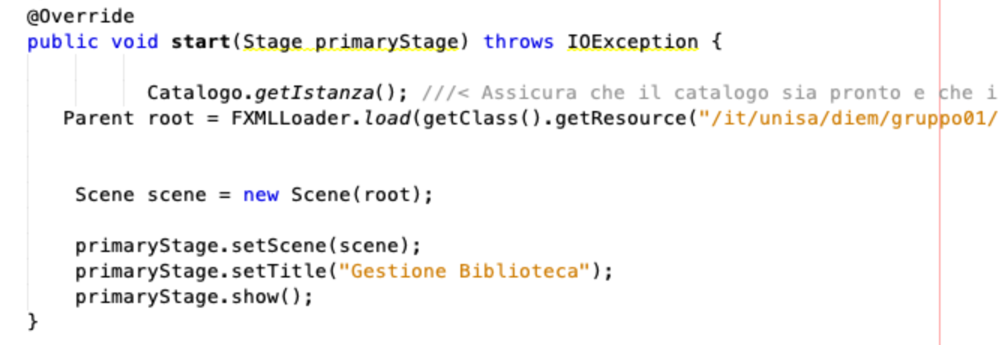 @Override
public void start(Stage primaryStage) throws IOException {
Catalogo.getIstanza(); ///< Assicura che il catalogo sia pronto e che i
Parent root = FXMLLoader.load(getClass().getResource("/it/unisa/diem/gruppo01/
Scene scene = new Scene(root);
primaryStage.setScene(scene);
primaryStage.setTitle("Gestione Biblioteca");
primaryStage.show();
}